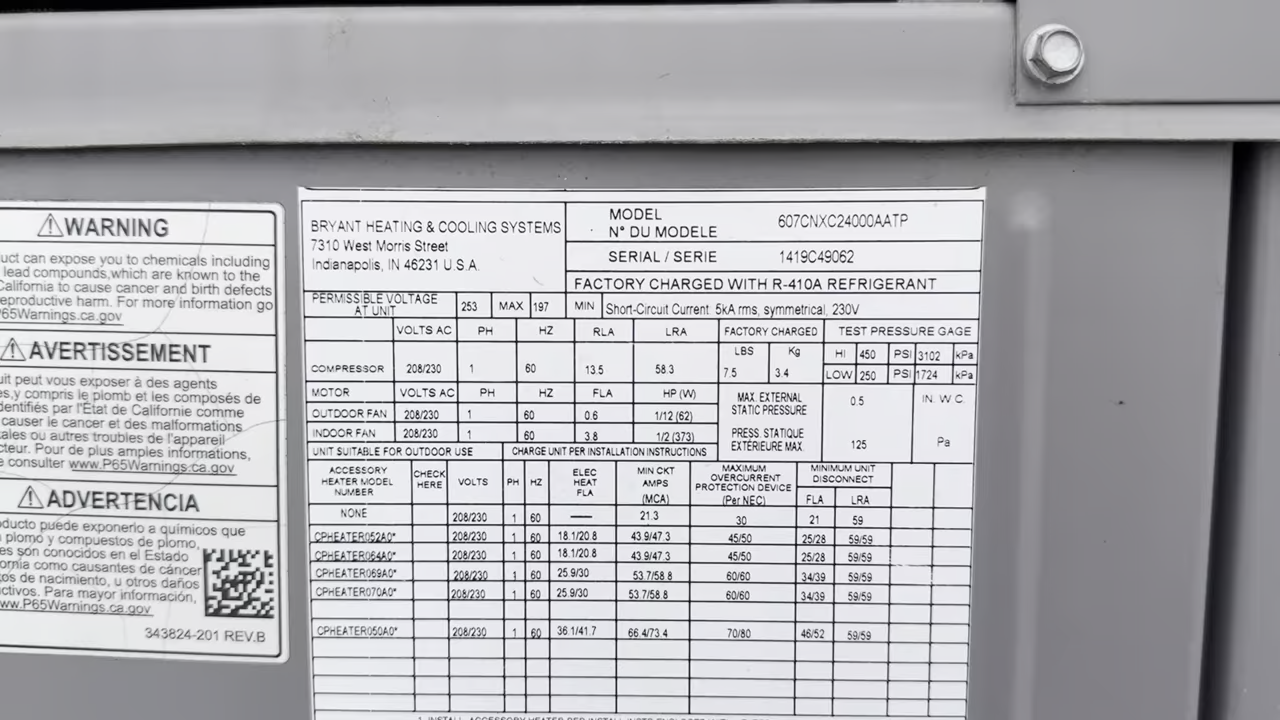 WARNING
uct can expose you to chemicals including
lead compounds, which are known to the
California to cause cancer and birth defects
eproductive harm. For more information go
P65Warnings.ca.gov
AVERTISSEMENT
uit peut vous exposer à des agents
es, y compris le plomb et les composés de
dentifiés par l'État de Californie comme
causer le cancer et des malformations
tales ou autres troubles de l'appareil
cteur. Pour de plus amples informations,
e consulter www.P65Warnings.ca.gov
ADVERTENCIA
oducto puede exponerlo a químicos que
plomo y compuestos de plomo,
es son conocidos en el Estado
ornia como causantes de cáncer
tos de nacimiento, u otros daños
uctivos. Para mayor información,
www.P65Warnings.ca.gov
343824-201 REV.B
BRYANT HEATING & COOLING SYSTEMS
7310 West Morris Street
Indianapolis, IN 46231 U.S.A.
MODEL
N° DU MODELE 607CNXC24000AATP
SERIAL / SERIE 1419C49062
FACTORY CHARGED WITH R-410A REFRIGERANT
PERMISSIBLE VOLTAGE AT UNIT 253 MAX 197 MIN Short-Circuit Current: 5kA rms, symmetrical, 230V
VOLTS AC PH HZ RLA LRA FACTORY CHARGED TEST PRESSURE GAGE
LBS Kg HI 450 PSI 3102 kPa
COMPRESSOR 208/230 1 60 13.5 58.3 7.5 3.4 LOW 250 PSI 1724 kPa
MOTOR VOLTS AC PH HZ FLA HP (W)
OUTDOOR FAN 208/230 1 60 0.6 1/12 (62)
INDOOR FAN 208/230 1 60 3.8 1/2 (373)
MAX. EXTERNAL STATIC PRESSURE 0.5 IN. W.C
PRESS. STATIQUE EXTÉRIEURE MAX. 125 Pa
UNIT SUITABLE FOR OUTDOOR USE CHARGE UNIT PER INSTALLATION INSTRUCTIONS
ACCESSORY HEATER MODEL NUMBER CHECK HERE VOLTS PH HZ ELEC HEAT FLA MIN CKT AMPS (MCA) MAXIMUM OVERCURRENT PROTECTION DEVICE (Per NEC) MINIMUM UNIT DISCONNECT FLA LRA
NONE 208/230 1 60 — 21.3 30 21 59
CPHEATER052A0* 208/230 1 60 18.1/20.8 43.9/47.3 45/50 25/28 59/59
CPHEATER064A0* 208/230 1 60 18.1/20.8 43.9/47.3 45/50 25/28 59/59
CPHEATER069A0* 208/230 1 60 25.9/30 53.7/58.8 60/60 34/39 59/59
CPHEATER070A0* 208/230 1 60 25.9/30 53.7/58.8 60/60 34/39 59/59
CPHEATER050A0* 208/230 1 60 36.1/41.7 66.4/73.4 70/80 46/52 59/59